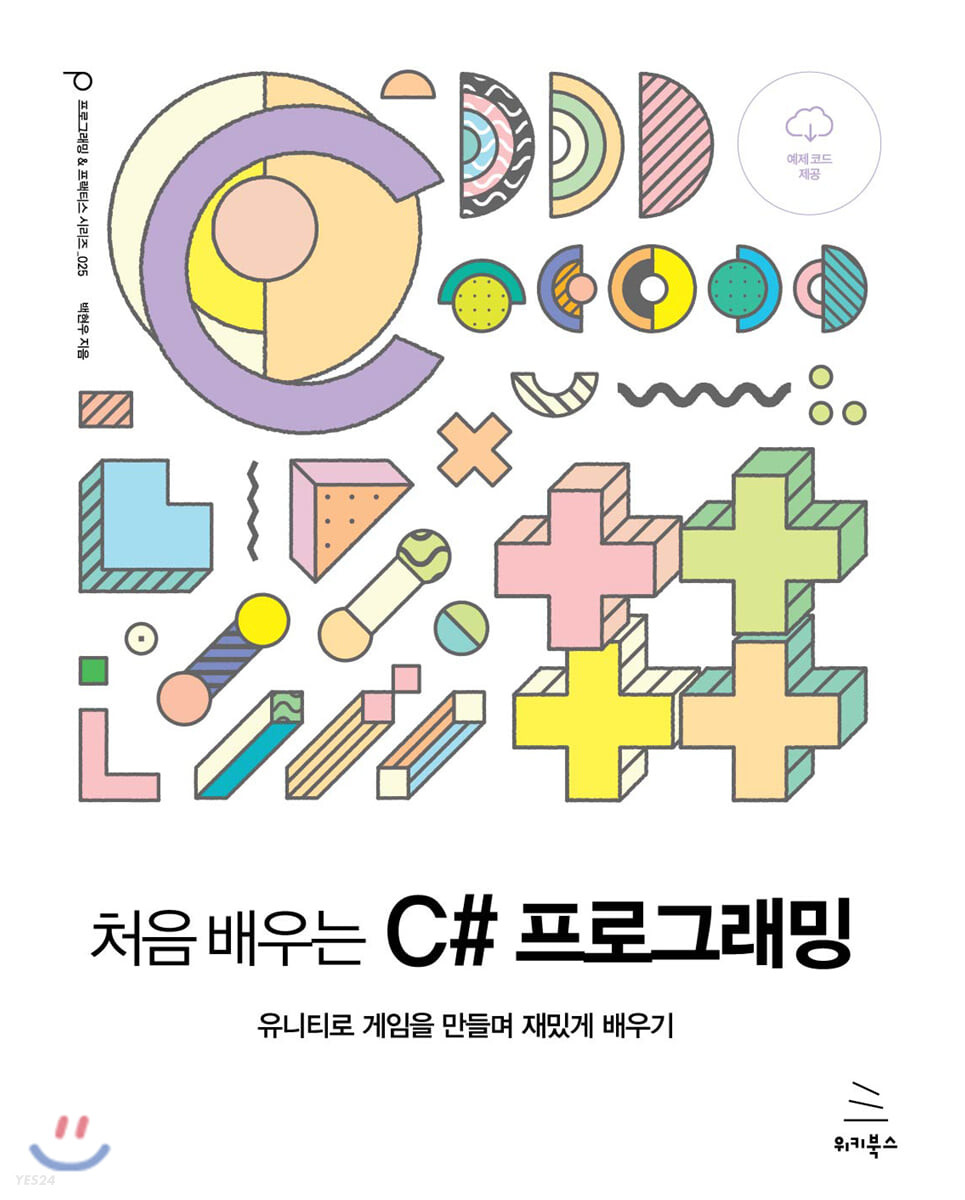 프로그래밍 & 프랙티스 시리즈_025 백현우 지음
예제 코드
제공
처음 배우는 C# 프로그래밍
유니티로 게임을 만들며 재밌게 배우기
위키북스
YES24